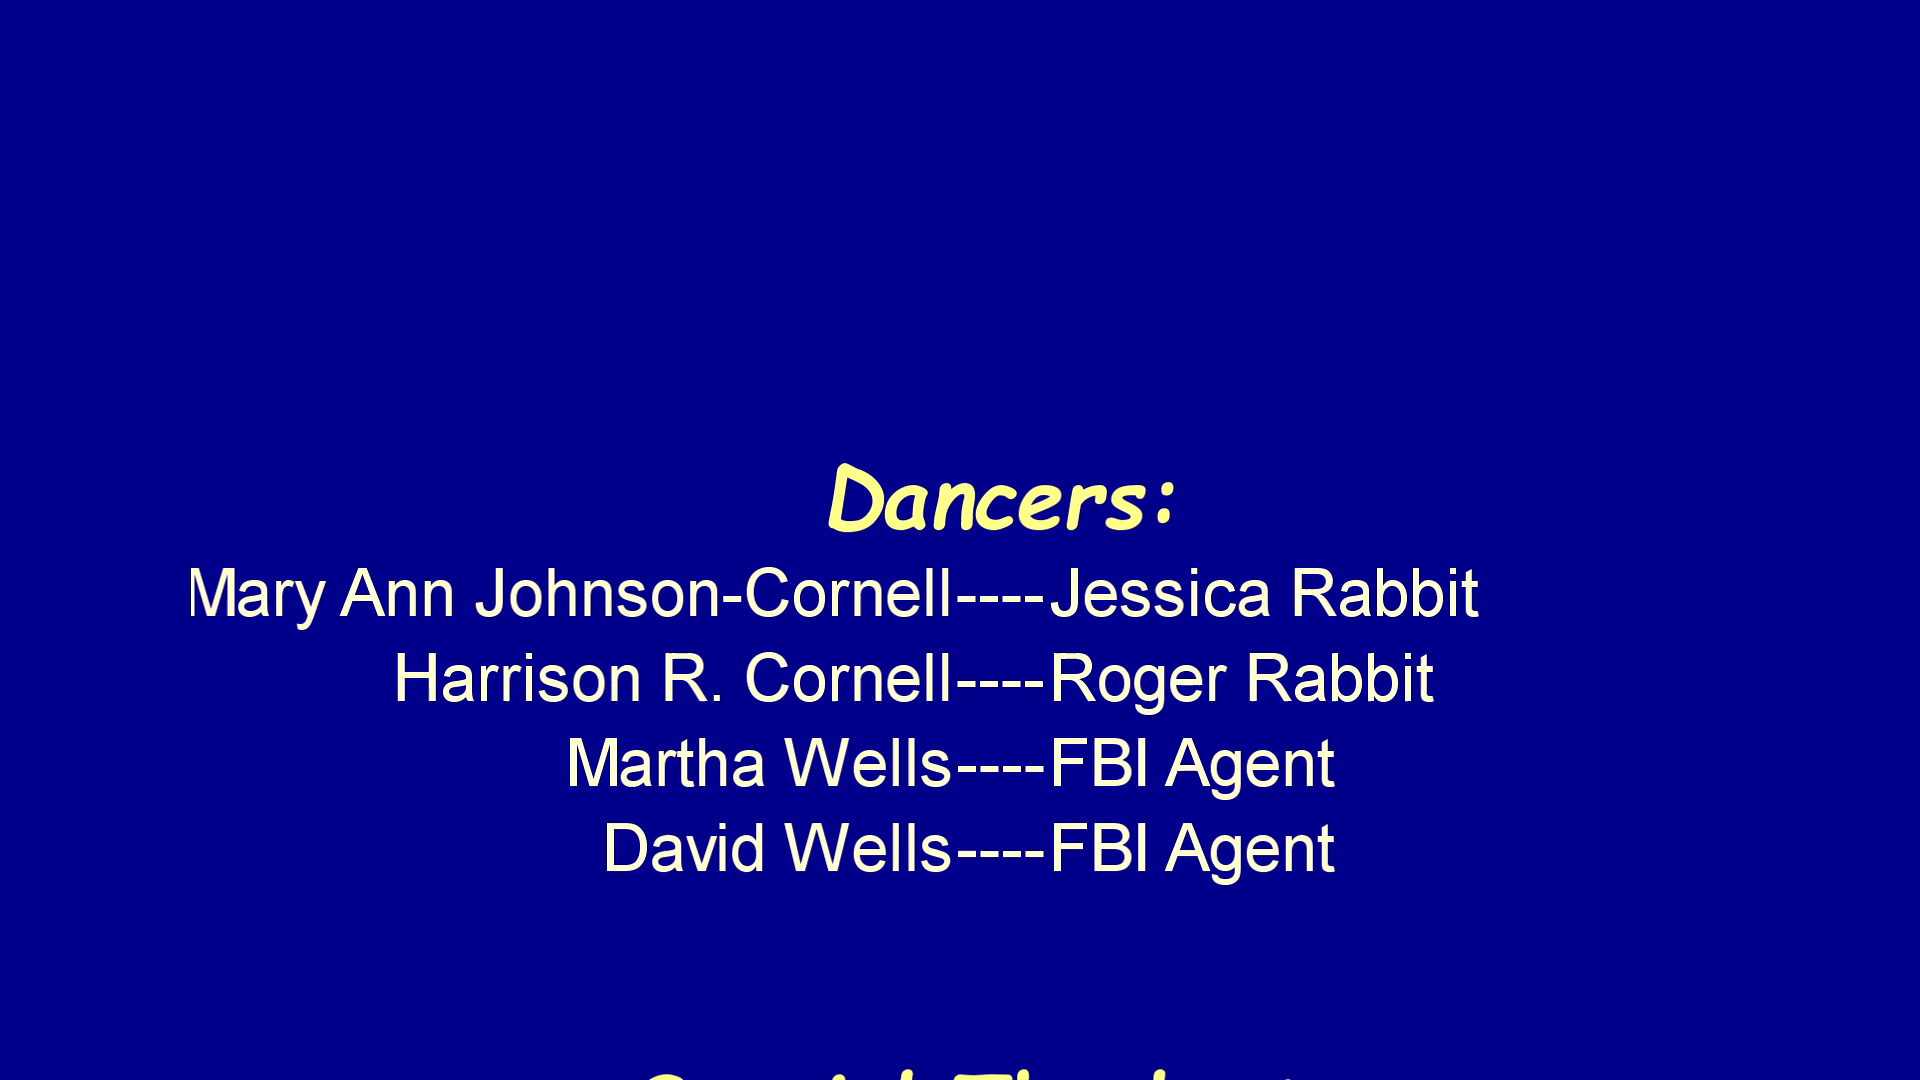 Dancers:
Mary Ann Johnson-Cornell----Jessica Rabbit
Harrison R. Cornell----Roger Rabbit
Martha Wells----FBI Agent
David Wells----FBI Agent